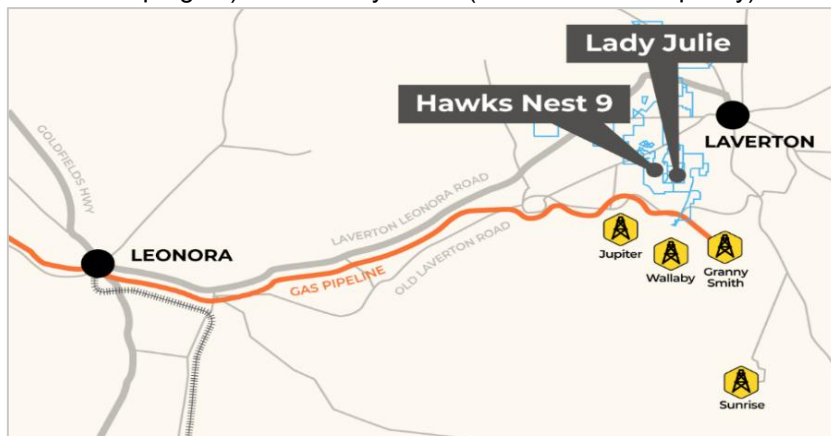 Lady Julie
Hawks Nest 9
LAVERTON
GOLDFIELDS HWY
LAVERTON LEONORA ROAD
LEONORA
OLD LAVERTON ROAD
GAS PIPELINE
Jupiter
Wallaby
Granny
Smith
Sunrise